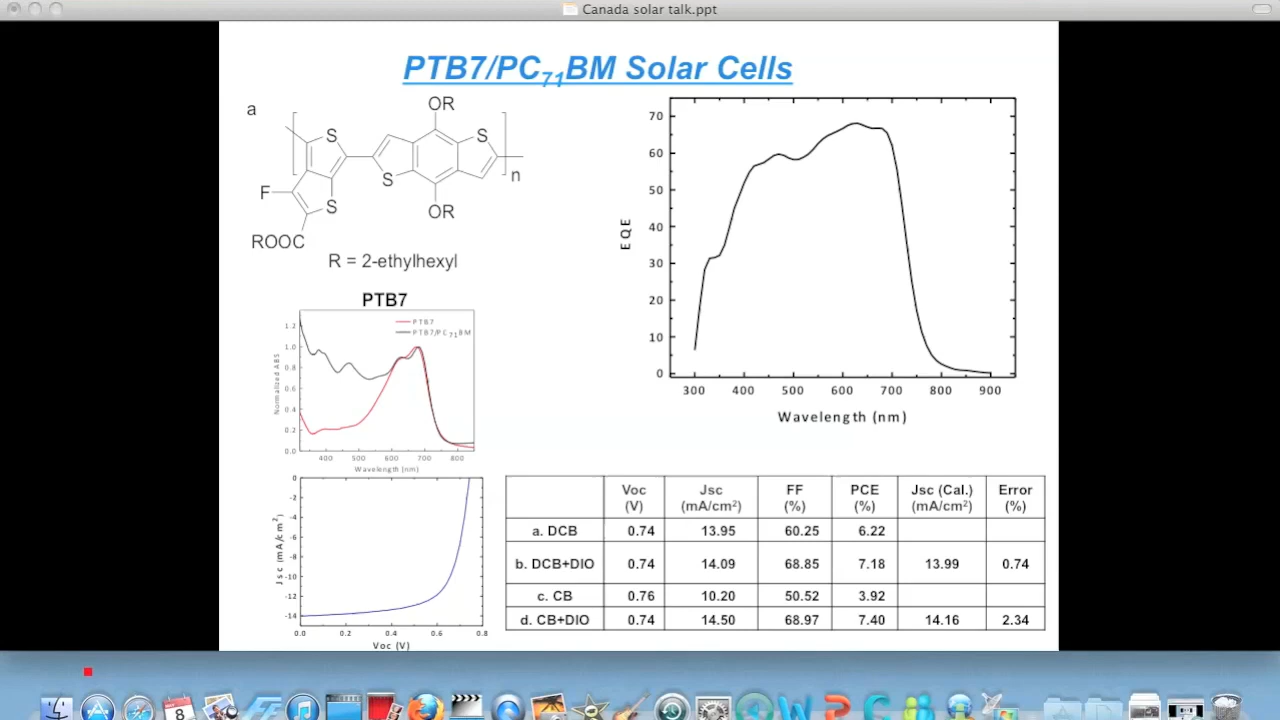 Canada solar talk.ppt
PTB7/PC71BM Solar Cells
a
OR
S
S
S
S
n
F
OR
ROOC
R = 2-ethylhexyl
PTB7
PTB7
PTB7/PC71BM
1.2
1.0
0.8
0.6
0.4
0.2
0.0
Normalized ABS
400 500 600 700 800
Wavelength (nm)
70
60
50
40
30
20
10
0
EQE
300 400 500 600 700 800 900
Wavelength (nm)
0
-2
-4
-6
-8
-10
-12
-14
Jsc (mA/cm2)
0.0 0.2 0.4 0.6 0.8
Voc (V)
Voc (V) Jsc (mA/cm2) FF (%) PCE (%) Jsc (Cal.) (mA/cm2) Error (%)
a. DCB 0.74 13.95 60.25 6.22
b. DCB+DIO 0.74 14.09 68.85 7.18 13.99 0.74
c. CB 0.76 10.20 50.52 3.92
d. CB+DIO 0.74 14.50 68.97 7.40 14.16 2.34
8